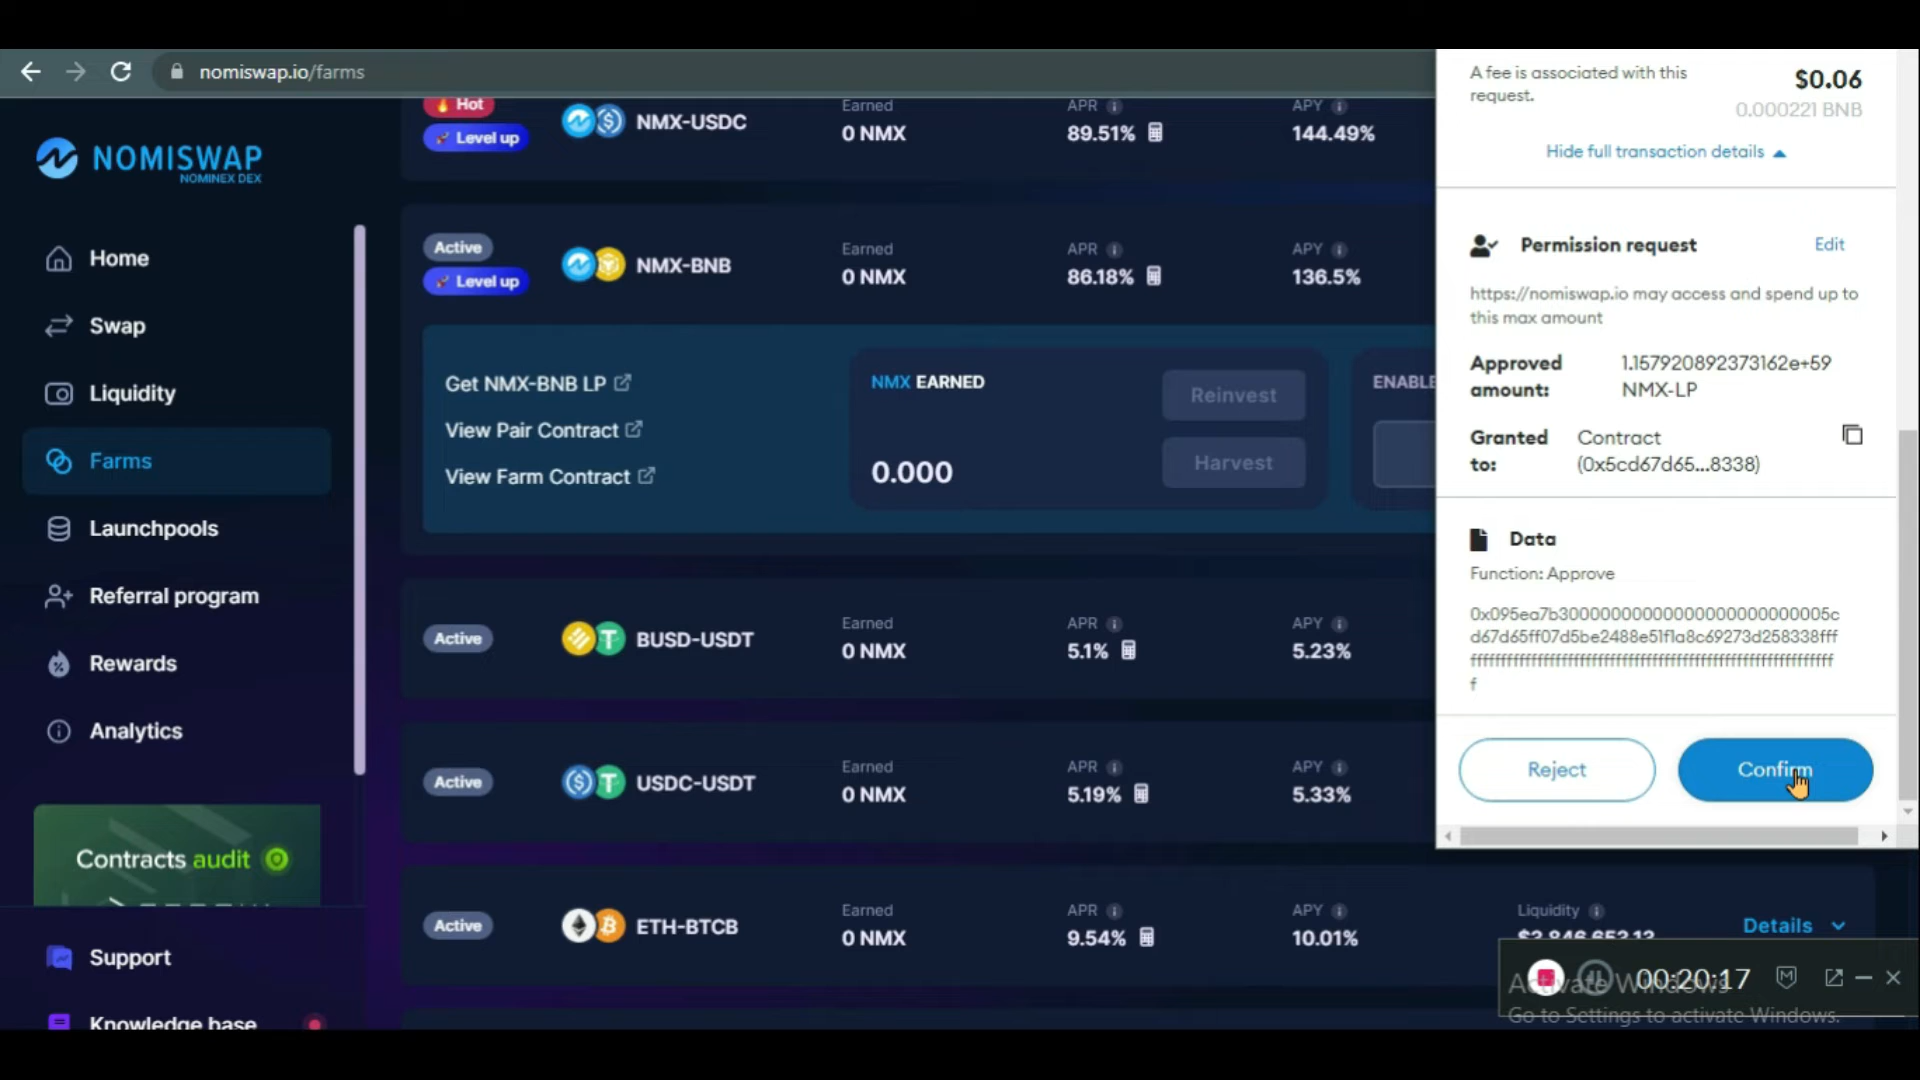 nomiswap.io/farms
NOMISWAP
NOMINEX DEX
Home
Swap
Liquidity
Farms
Launchpools
Referral program
Rewards
Analytics
Contracts audit
Support
Knowledge base
Hot
Level up
NMX-USDC
Earned
0 NMX
APR
89.51%
APY
144.49%
Active
Level up
NMX-BNB
Earned
0 NMX
APR
86.18%
APY
136.5%
Get NMX-BNB LP
View Pair Contract
View Farm Contract
NMX EARNED
0.000
Reinvest
Harvest
ENABLE
Active
BUSD-USDT
Earned
0 NMX
APR
5.1%
APY
5.23%
Active
USDC-USDT
Earned
0 NMX
APR
5.19%
APY
5.33%
Active
ETH-BTCB
Earned
0 NMX
APR
9.54%
APY
10.01%
Liquidity
$3,846,653.12
Details
A fee is associated with this
request.
$0.06
0.000221 BNB
Hide full transaction details
Permission request
Edit
https://nomiswap.io may access and spend up to
this max amount
Approved
amount:
1.157920892373162e+59
NMX-LP
Granted
to:
Contract
(0x5cd67d65...8338)
Data
Function: Approve
0x095ea7b30000000000000000000000005c
d67d65ff07d5be2488e51f1a8c69273d258338fff
ffffffffffffffffffffffffffffffffffffffffffffffffffffffffffff
f
Reject
Confirm
00:20:17
Activate Windows
Go to Settings to activate Windows.